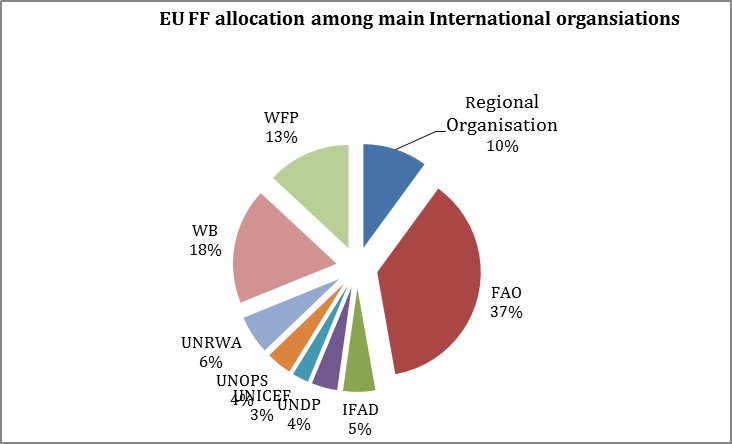 EU FF allocation among main International organsiations
Regional
Organisation
10%
FAO
37%
IFAD
5%
UNDP
4%
UNICEF
3%
UNOPS
4%
UNRWA
6%
WB
18%
WFP
13%